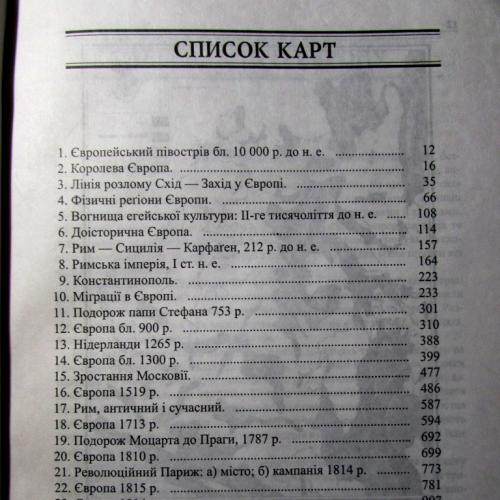 СПИСОК КАРТ
1. Європейський півострів бл. 10 000 р. до н. е. 12
2. Королева Європа. 16
3. Лінія розлому Схід — Захід у Європі. 35
4. Фізичні регіони Європи. 66
5. Вогнища егейської культури: II-ге тисячоліття до н. е. 108
6. Доісторична Європа. 114
7. Рим — Сицилія — Карфаґен, 212 р. до н. е. 157
8. Римська імперія, I ст. н. е. 164
9. Константинополь. 223
10. Міграції в Європі. 233
11. Подорож папи Стефана 753 р. 301
12. Європа бл. 900 р. 310
13. Нідерланди 1265 р. 388
14. Європа бл. 1300 р. 399
15. Зростання Московії. 477
16. Європа 1519 р. 486
17. Рим, античний і сучасний. 587
18. Європа 1713 р. 594
19. Подорож Моцарта до Праги, 1787 р. 692
20. Європа 1810 р. 699
21. Революційний Париж: а) місто; б) кампанія 1814 р. 773
22. Європа 1815 р. 781